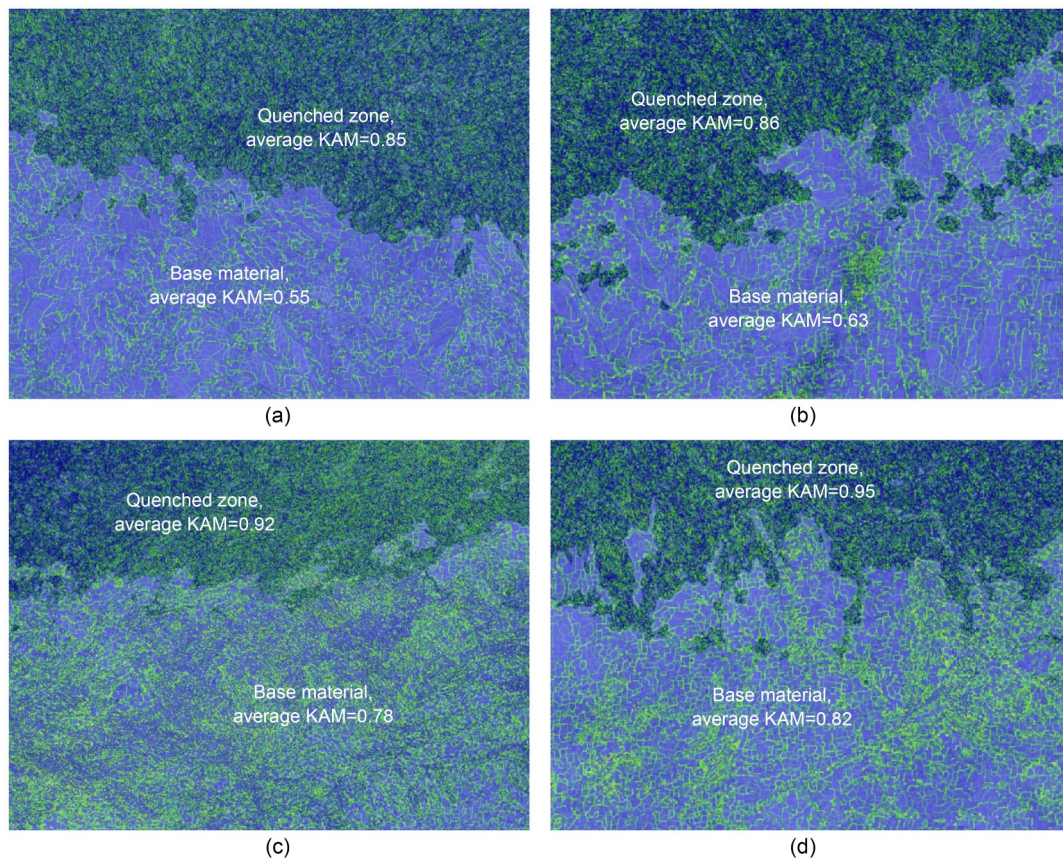 Quenched zone,
average KAM=0.85
Base material,
average KAM=0.55
(a)
Quenched zone,
average KAM=0.86
Base material,
average KAM=0.63
(b)
Quenched zone,
average KAM=0.92
Base material,
average KAM=0.78
(c)
Quenched zone,
average KAM=0.95
Base material,
average KAM=0.82
(d)